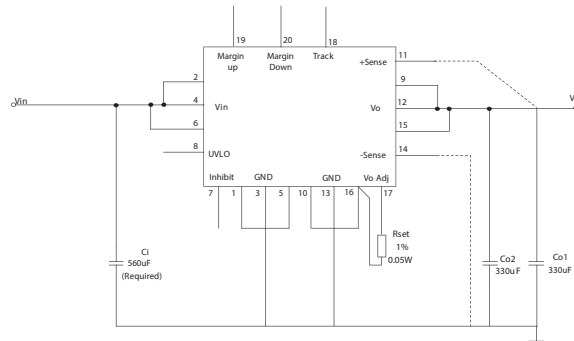 19
20
18
Margin
up
Margin
Down
Track
+Sense
11
2
9
Vin
4
Vin
Vo
12
V
6
15
8
UVLO
-Sense
14
Inhibit
GND
GND
Vo Adj
7
1
3
5
10
13
16
17
Rset
1%
0.05W
Ci
560uF
(Required)
Co2
330uF
Co1
330uF